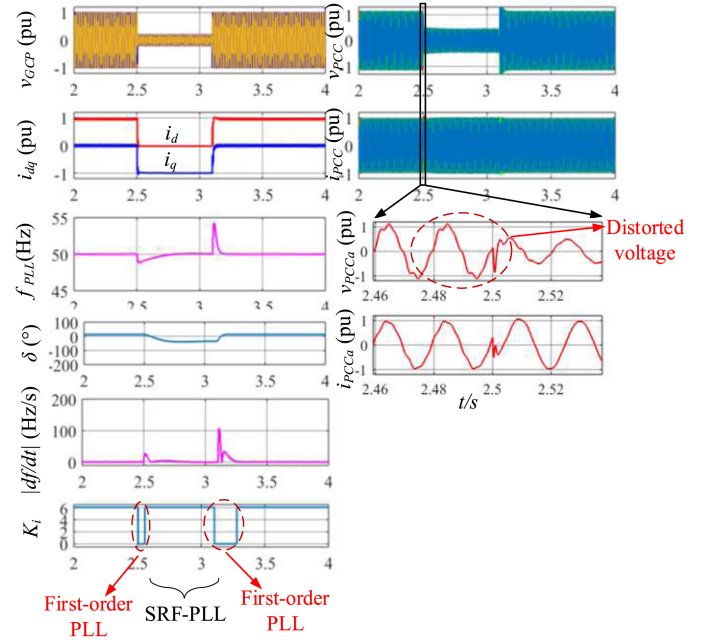 v_GCP (pu)
1
0
-1
2 2.5 3 3.5 4
v_PCC (pu)
1
0
-1
2 2.5 3 3.5 4
i_dq (pu)
1
0
-1
i_d
i_q
2 2.5 3 3.5 4
i_PCC (pu)
1
0
-1
2 2.5 3 3.5 4
f_PLL(Hz)
55
50
45
2 2.5 3 3.5 4
v_PCCa (pu)
1
0
-1
2.46 2.48 2.5 2.52
Distorted
voltage
δ (°)
100
0
-100
-200
2 2.5 3 3.5 4
i_PCCa (pu)
1
0
-1
2.46 2.48 2.5 2.52
t/s
|df/dt| (Hz/s)
200
100
0
2 2.5 3 3.5 4
K_i
6
4
2
0
2 2.5 3 3.5 4
First-order
PLL
SRF-PLL
First-order
PLL